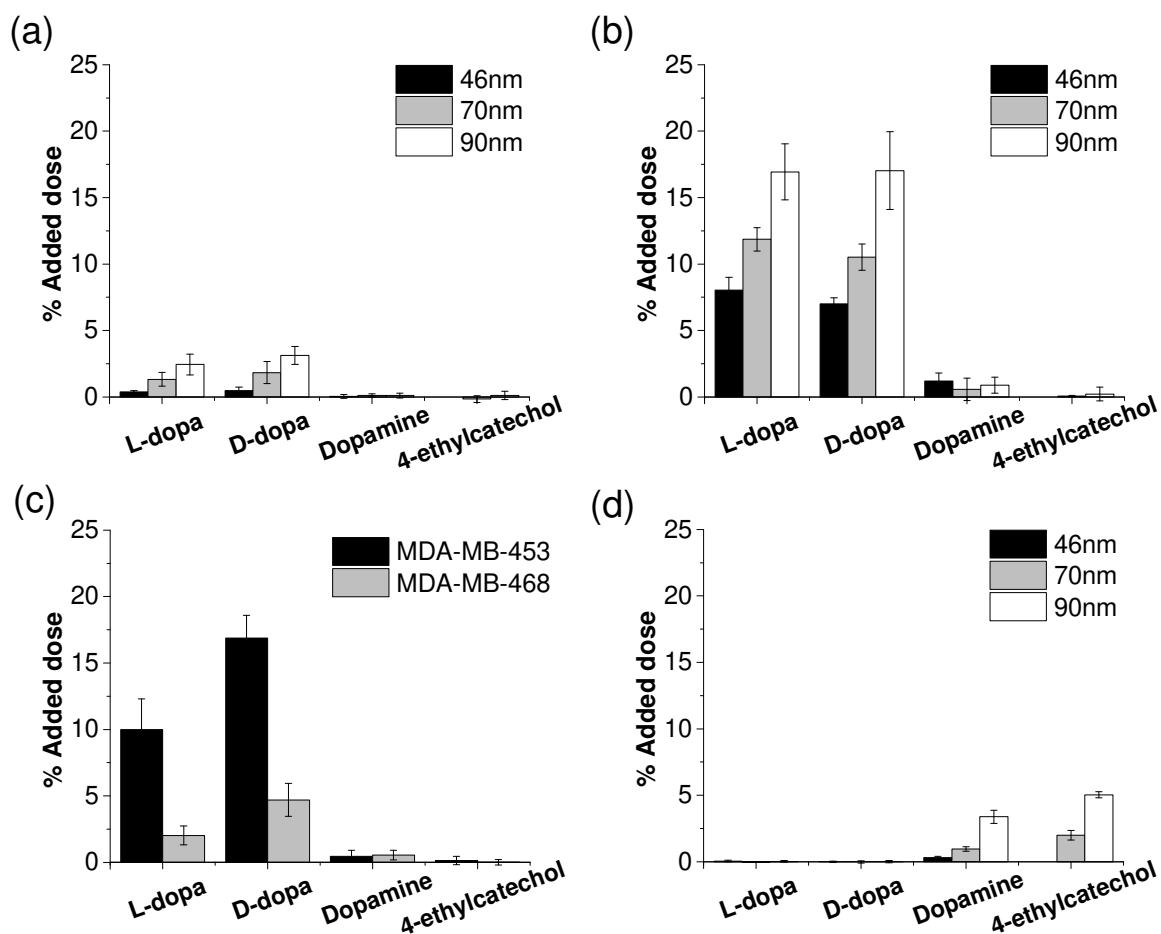 (a)
25
20
15
10
5
0
% Added dose
46nm
70nm
90nm
L-dopa
D-dopa
Dopamine
4-ethylcatechol
(b)
25
20
15
10
5
0
% Added dose
46nm
70nm
90nm
L-dopa
D-dopa
Dopamine
4-ethylcatechol
(c)
25
20
15
10
5
0
% Added dose
MDA-MB-453
MDA-MB-468
L-dopa
D-dopa
Dopamine
4-ethylcatechol
(d)
25
20
15
10
5
0
% Added dose
46nm
70nm
90nm
L-dopa
D-dopa
Dopamine
4-ethylcatechol